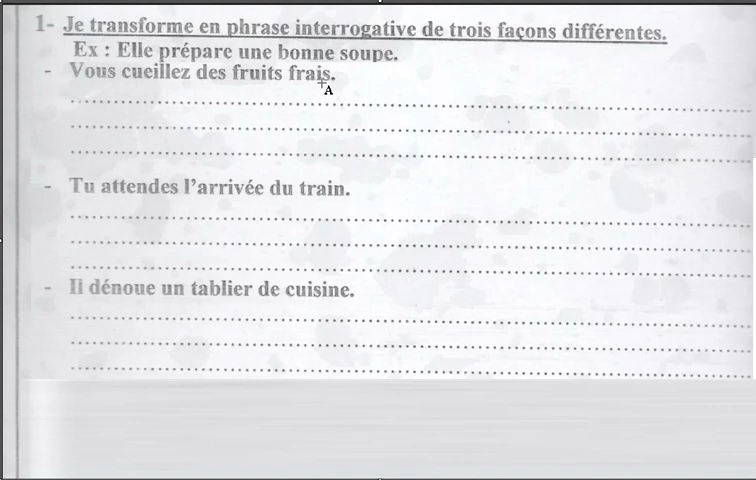 1- Je transforme en phrase interrogative de trois façons différentes.
Ex : Elle prépare une bonne soupe.
- Vous cueillez des fruits frais.
A
- Tu attendes l'arrivée du train.
- Il dénoue un tablier de cuisine.